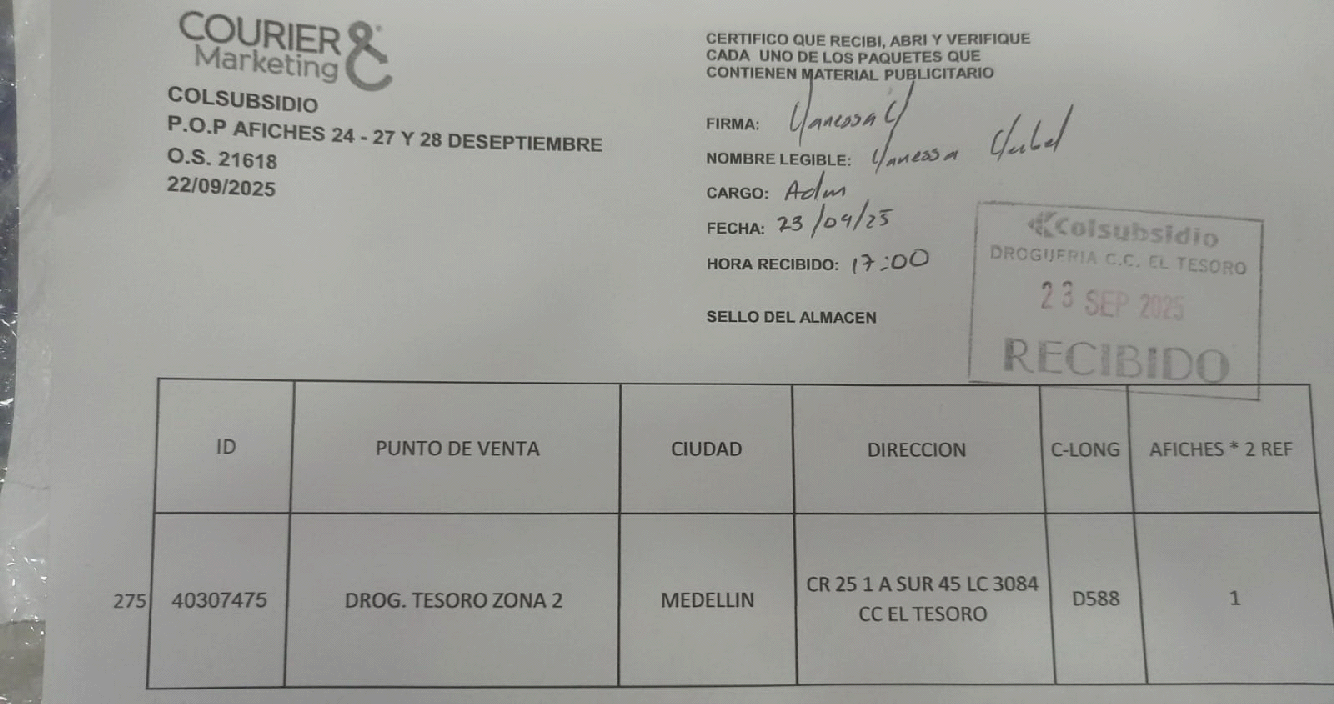 COURIER &
Marketing
COLSUBSIDIO
P.O.P AFICHES 24 - 27 Y 28 DESEPTIEMBRE
O.S. 21618
22/09/2025
CERTIFICO QUE RECIBI, ABRI Y VERIFIQUE
CADA UNO DE LOS PAQUETES QUE
CONTIENEN MATERIAL PUBLICITARIO
FIRMA:
NOMBRE LEGIBLE: Yanessa
CARGO: Adm
FECHA: 23/09/25
HORA RECIBIDO: 17:00
SELLO DEL ALMACEN
Colsubsidio
DROGUERIA C.C. EL TESORO
23 SEP 2025
RECIBIDO
ID PUNTO DE VENTA CIUDAD DIRECCION C-LONG AFICHES * 2 REF
275 40307475 DROG. TESORO ZONA 2 MEDELLIN CR 25 1 A SUR 45 LC 3084 CC EL TESORO D588 1